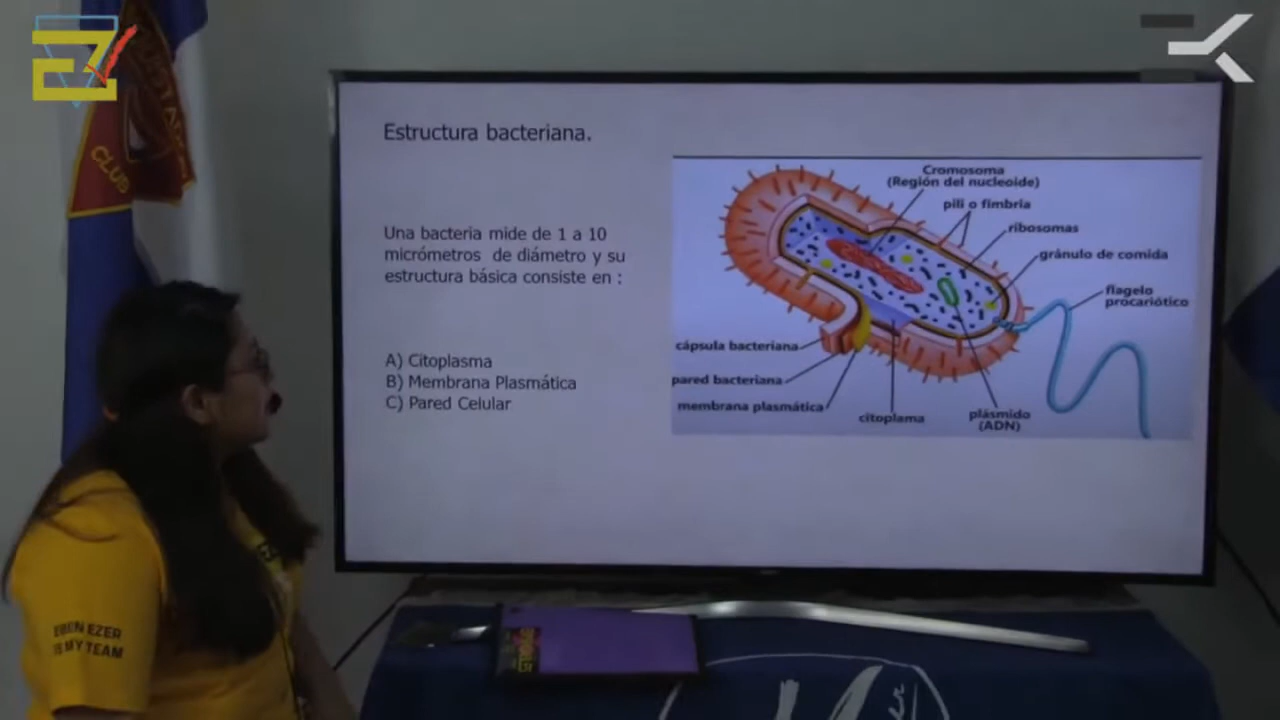 CLUB
Estructura bacteriana.
Una bacteria mide de 1 a 10
micrómetros de diámetro y su
estructura básica consiste en :
A) Citoplasma
B) Membrana Plasmática
C) Pared Celular
Cromosoma
(Región del nucleoide)
pili o fimbria
ribosomas
gránulo de comida
flagelo
procariótico
cápsula bacteriana
pared bacteriana
membrana plasmática
citoplama
plásmido
(ADN)
EBEN EZER
IS MY TEAM